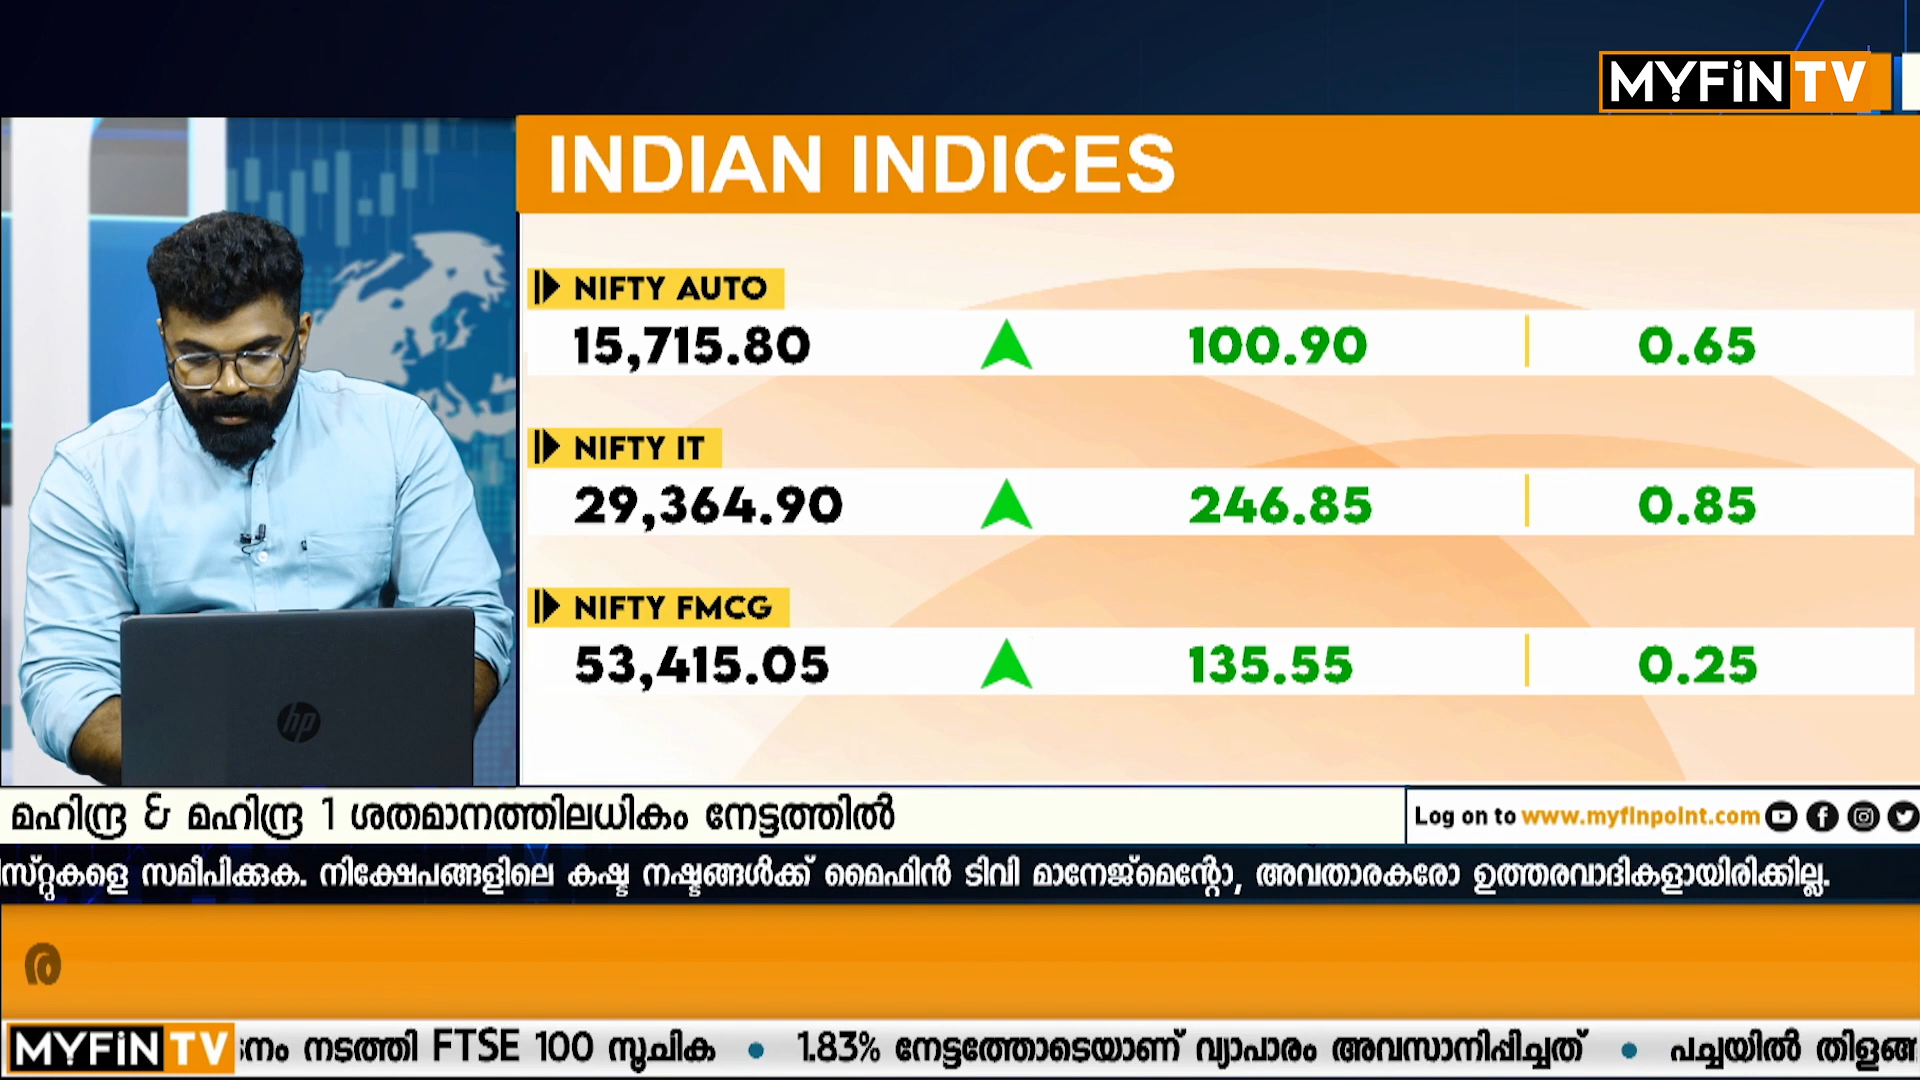 MYFiN TV
INDIAN INDICES
NIFTY AUTO
15,715.80 100.90 0.65
NIFTY IT
29,364.90 246.85 0.85
NIFTY FMCG
53,415.05 135.55 0.25
hp
മഹീന്ദ്ര & മഹീന്ദ്ര 1 ശതമാനത്തിലധികം നേട്ടത്തിൽ
Log on to www.myfinpoint.com
സമീപിക്കുക. നിക്ഷേപങ്ങളിലെ കഷ്ട നഷ്ടങ്ങൾക്ക് മൈഫിൻ ടിവി മാനേജ്മെന്റോ, അവതാരകരോ ഉത്തരവാദികളായിരിക്കില്ല.
ര
MYFiN TV നടത്തി FTSE 100 സൂചിക • 1.83% നേട്ടത്തോടെയാണ് വ്യാപാരം അവസാനിപ്പിച്ചത് • പച്ചയിൽ